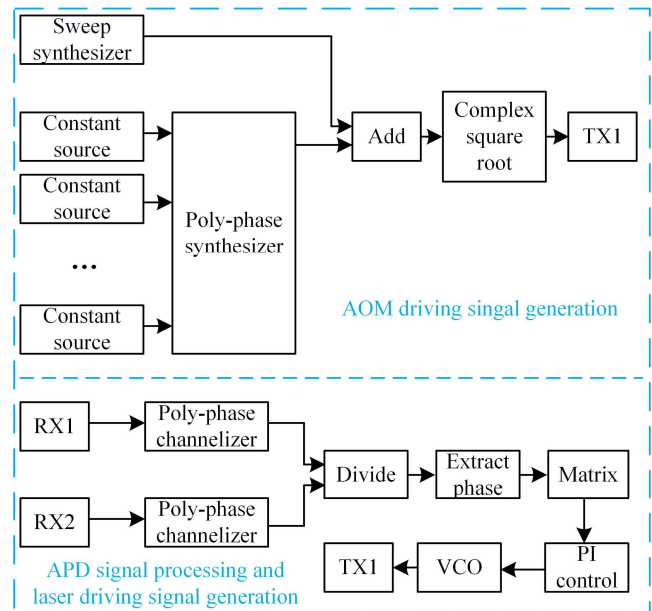 Sweep
synthesizer
Constant
source
Constant
source
...
Constant
source
Poly-phase
synthesizer
Add
Complex
square
root
TX1
AOM driving singal generation
RX1
Poly-phase
channelizer
RX2
Poly-phase
channelizer
Divide
Extract
phase
Matrix
PI
control
VCO
TX1
APD signal processing and
laser driving signal generation